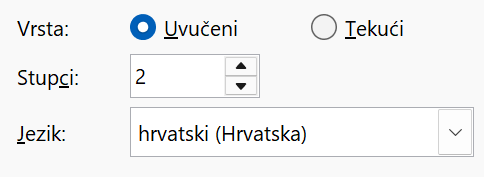 Vrsta: Uvučeni Tekući
Stupci: 2
Jezik: hrvatski (Hrvatska)